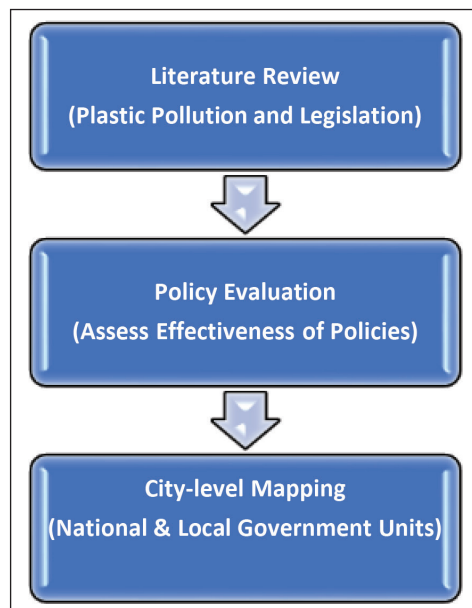 Literature Review
(Plastic Pollution and Legislation)
Policy Evaluation
(Assess Effectiveness of Policies)
City-level Mapping
(National & Local Government Units)